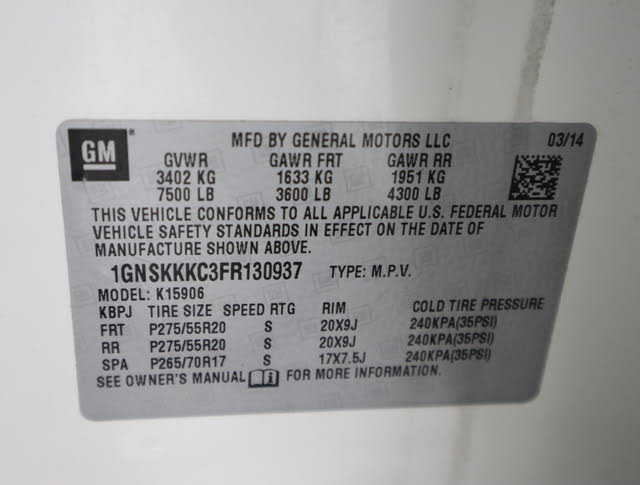 GM
MFD BY GENERAL MOTORS LLC 03/14
GVWR GAWR FRT GAWR RR
3402 KG 1633 KG 1951 KG
7500 LB 3600 LB 4300 LB
THIS VEHICLE CONFORMS TO ALL APPLICABLE U.S. FEDERAL MOTOR
VEHICLE SAFETY STANDARDS IN EFFECT ON THE DATE OF
MANUFACTURE SHOWN ABOVE.
1GNSKKKC3FR130937 TYPE: M.P.V.
MODEL: K15906
KBPJ TIRE SIZE SPEED RTG RIM COLD TIRE PRESSURE
FRT P275/55R20 S 20X9J 240KPA(35PSI)
RR P275/55R20 S 20X9J 240KPA(35PSI)
SPA P265/70R17 S 17X7.5J 240KPA(35PSI)
SEE OWNER'S MANUAL FOR MORE INFORMATION.